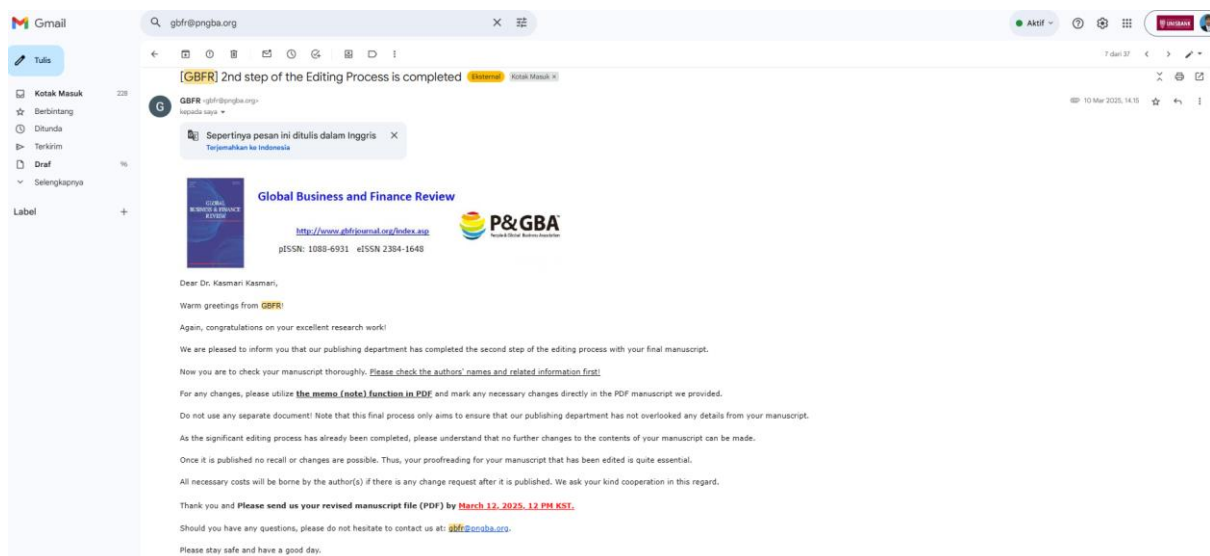 Gmail
gbfr@pngba.org
Aktif
UNISBANK
Tulis
7 dari 37
[GBFR] 2nd step of the Editing Process is completed Eksternal Kotak Masuk x
Kotak Masuk 228
Berbintang
Ditunda
Terkirim
Draf 96
Selengkapnya
Label +
G
GBFR <gbfr@pngba.org>
kepada saya
10 Mar 2025, 14.15
Sepertinya pesan ini ditulis dalam Inggris
Terjemahkan ke Indonesia
GLOBAL BUSINESS & FINANCE REVIEW
Global Business and Finance Review
http://www.gbfrjournal.org/index.asp
pISSN: 1088-6931 eISSN 2384-1648
P&GBA
People & Global Business Association
Dear Dr. Kasmari Kasmari,
Warm greetings from GBFR!
Again, congratulations on your excellent research work!
We are pleased to inform you that our publishing department has completed the second step of the editing process with your final manuscript.
Now you are to check your manuscript thoroughly. Please check the authors' names and related information first!
For any changes, please utilize the memo (note) function in PDF and mark any necessary changes directly in the PDF manuscript we provided.
Do not use any separate document! Note that this final process only aims to ensure that our publishing department has not overlooked any details from your manuscript.
As the significant editing process has already been completed, please understand that no further changes to the contents of your manuscript can be made.
Once it is published no recall or changes are possible. Thus, your proofreading for your manuscript that has been edited is quite essential.
All necessary costs will be borne by the author(s) if there is any change request after it is published. We ask your kind cooperation in this regard.
Thank you and Please send us your revised manuscript file (PDF) by March 12, 2025, 12 PM KST.
Should you have any questions, please do not hesitate to contact us at: gbfr@pngba.org.
Please stay safe and have a good day.